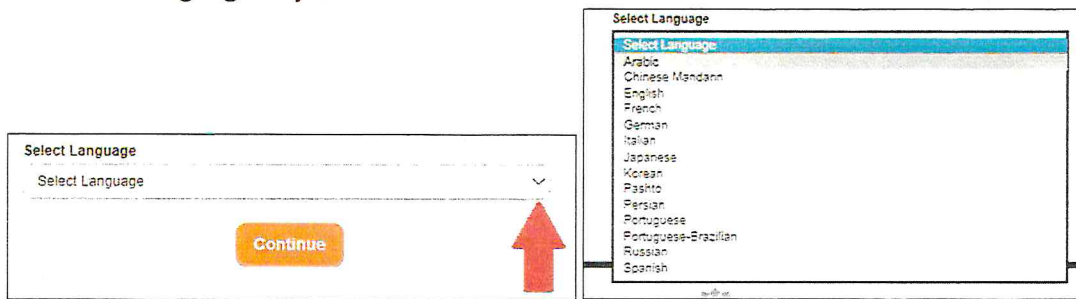 Select Language
Select Language
Continue
Select Language
Select Language
Arabic
Chinese Mandarin
English
French
German
Italian
Japanese
Korean
Pashto
Persian
Portuguese
Portuguese-Brazilian
Russian
Spanish